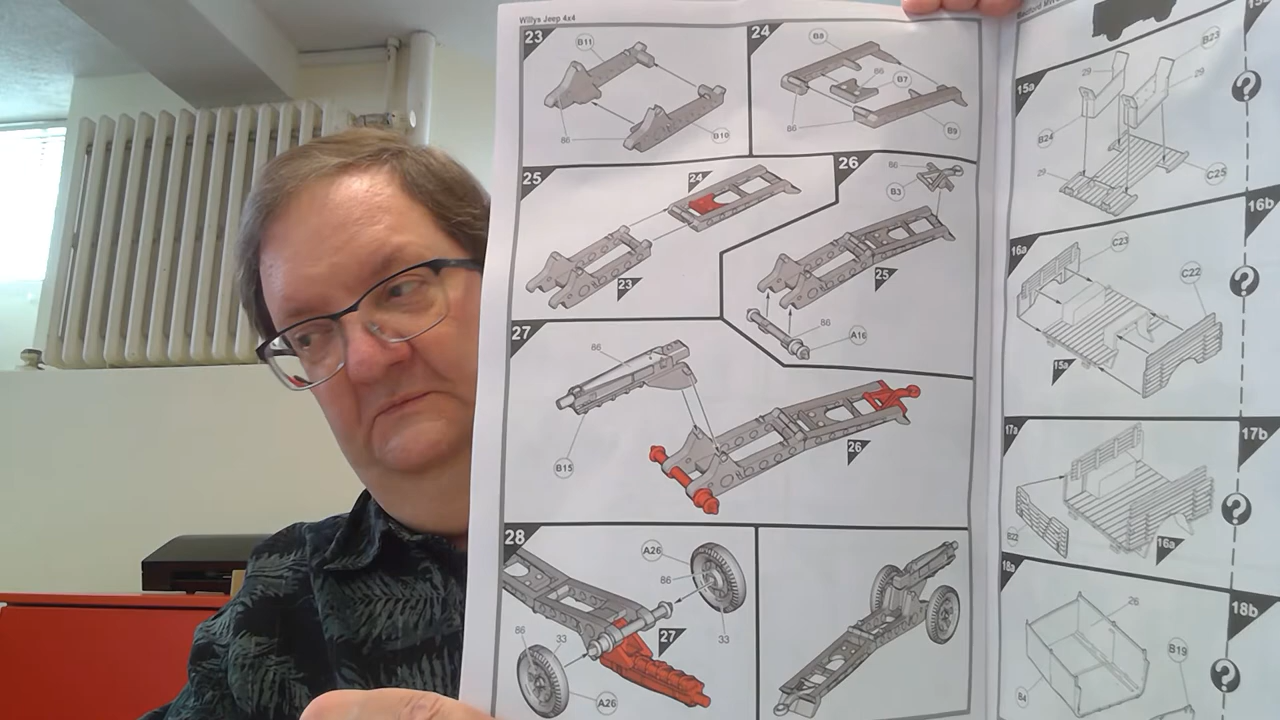 Willys Jeep 4x4
23
B11
86
B10
24
B8
86
B7
86
B9
25
24
23
26
86
B3
25
86
A16
27
86
B15
26
28
A26
86
33
27
86
33
A26
15a
B23
29
29
B24
29
C25
16b
16a
C23
C22
15a
17a
17b
16a
18a
26
18b
B19
?
?
?
?